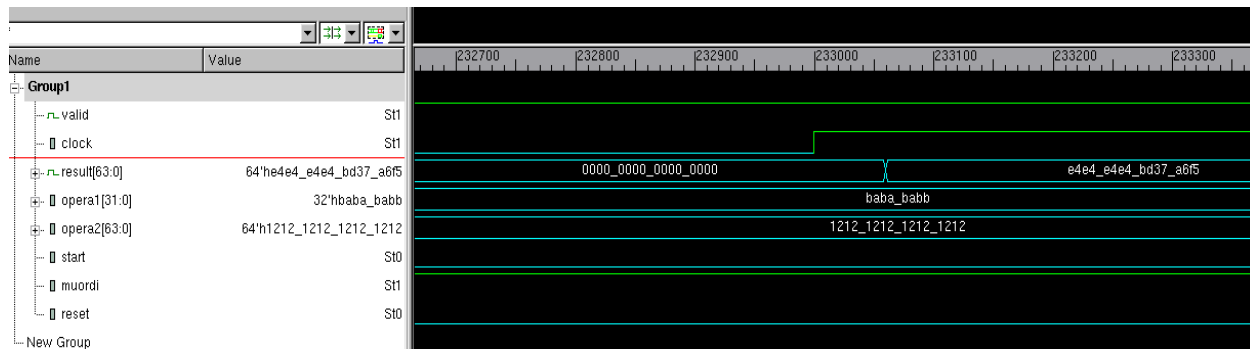 Name Value 232700 232800 232900 233000 233100 233200 233300
Group1
valid St1
clock St1
result[63:0] 64'he4e4_e4e4_bd37_a6f5 0000_0000_0000_0000 e4e4_e4e4_bd37_a6f5
opera1[31:0] 32'hbaba_babb baba_babb
opera2[63:0] 64'h1212_1212_1212_1212 1212_1212_1212_1212
start St0
muordi St1
reset St0
New Group